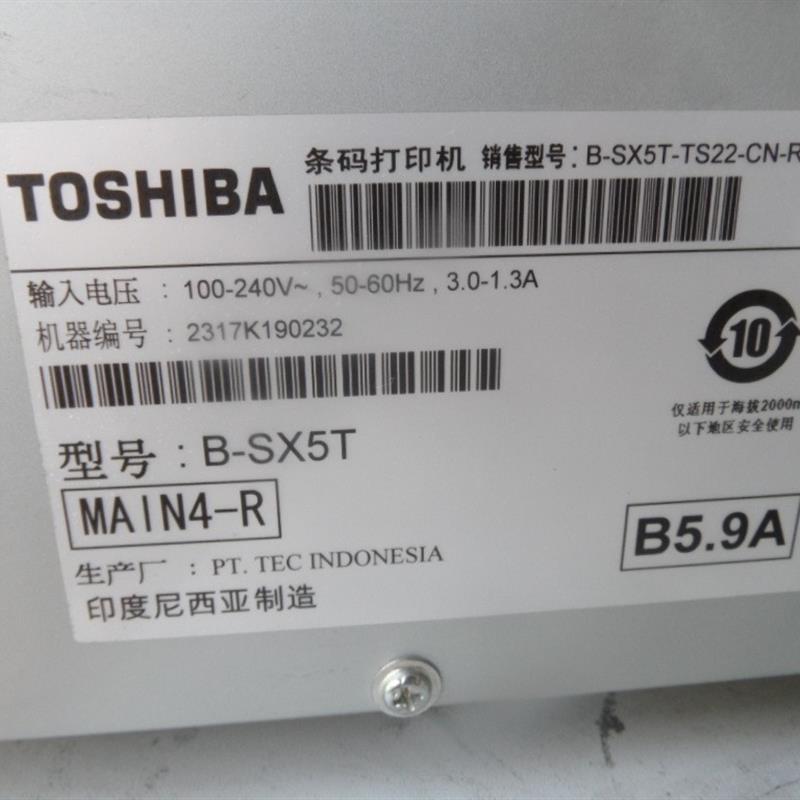 TOSHIBA
条码打印机 销售型号: B-SX5T-TS22-CN-R
输入电压 : 100-240V~ , 50-60Hz , 3.0-1.3A
机器编号 : 2317K190232
10
仅适用于海拔2000m
以下地区安全使用
型号 : B-SX5T
MAIN4-R
B5.9A
生产厂 : PT. TEC INDONESIA
印度尼西亚制造